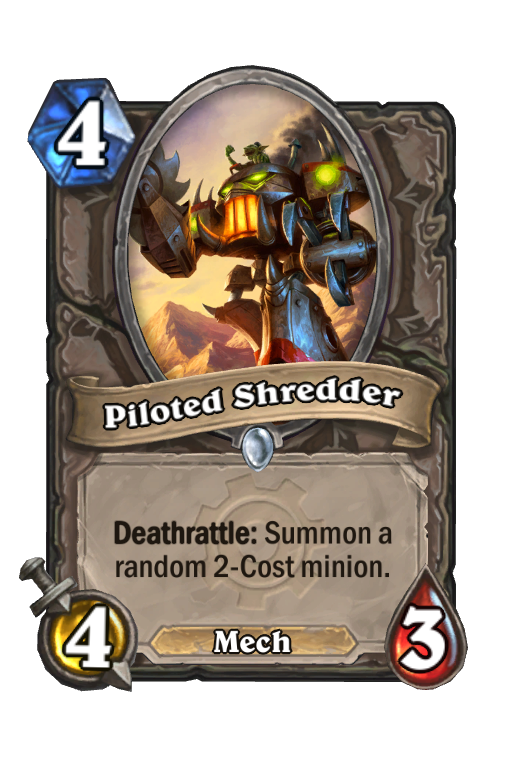 4
Piloted Shredder
Deathrattle: Summon a
random 2-Cost minion.
4
Mech
3